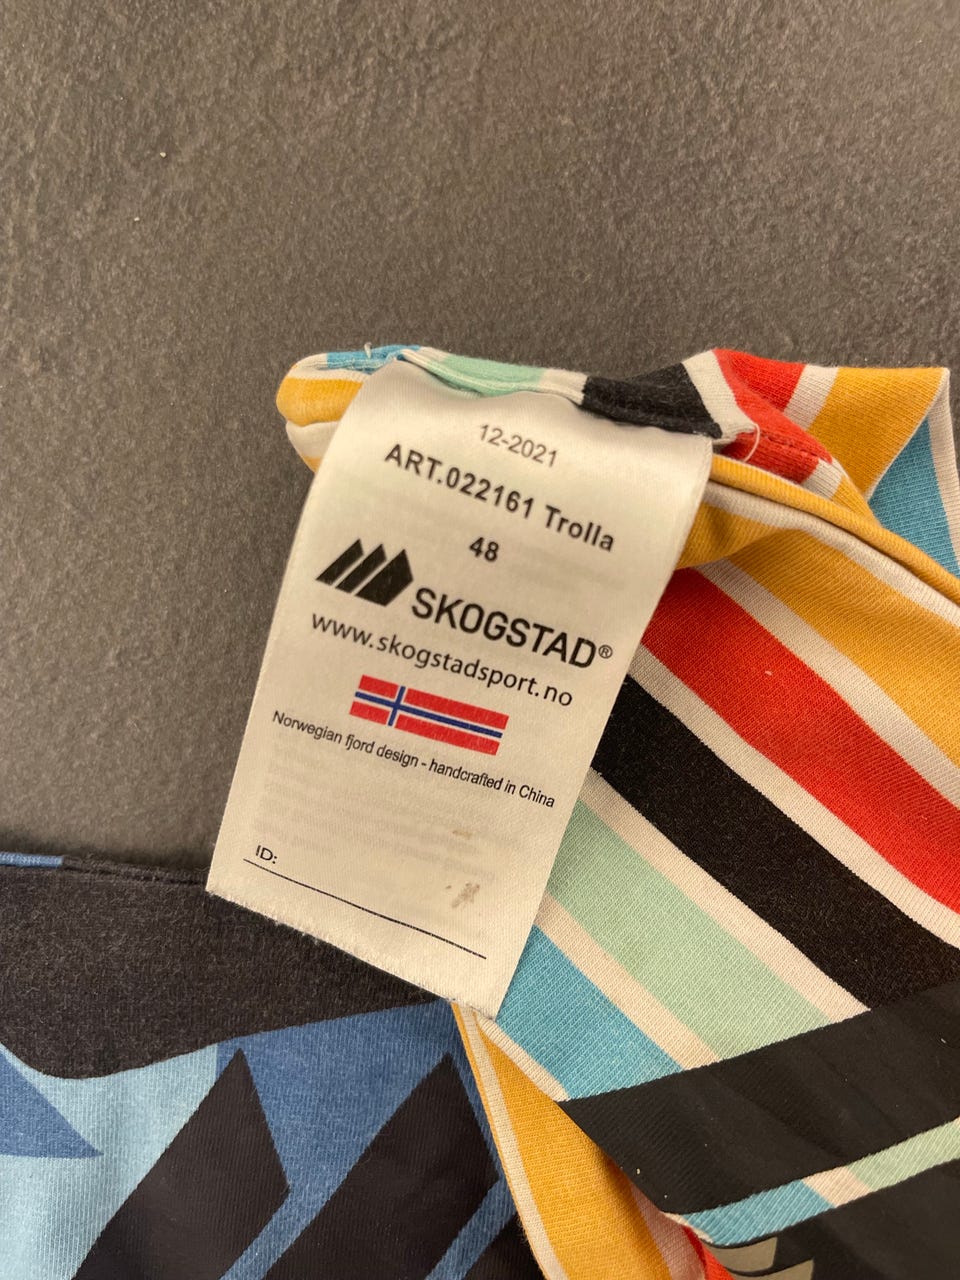 12-2021
ART.022161 Trolla
48
SKOGSTAD®
www.skogstadsport.no
Norwegian fjord design - handcrafted in China
ID: